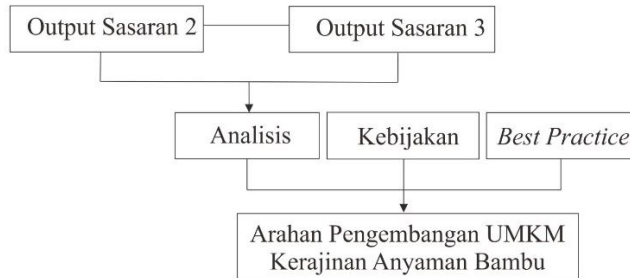 Output Sasaran 2
Output Sasaran 3
Analisis
Kebijakan
Best Practice
Arahan Pengembangan UMKM
Kerajinan Anyaman Bambu